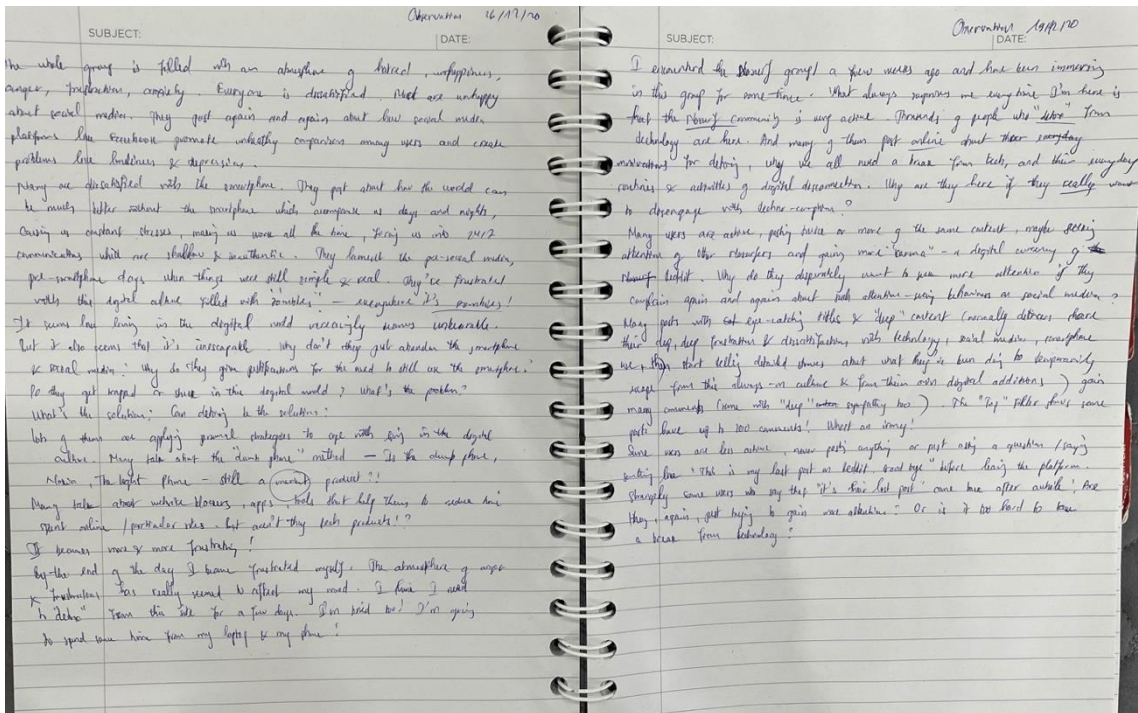 Observation 16/12/20
SUBJECT: DATE:
the whole group is filled with an atmosphere of hatred, unhappiness,
anger, frustration, complexity. Everyone is dissatisfied. Most are unhappy
about social media. They post again and again about how social media
platforms like Facebook promote unhealthy comparison among users and create
problems like loneliness & depression.
Many are dissatisfied with the smartphone. They post about how the world can
be much better without the smartphone which accompanies us days and nights,
causing us constant stresses, making us work all the time, forcing us into 24/7
communications which are shallow & inauthentic. They lament the pre-social media,
pre-smartphone days when things were still simple & real. They're frustrated
with this digital culture filled with "zombies" – everywhere it's zombies!
It seems like living in the digital world increasingly becomes unbearable.
But it also seems that it's inescapable. Why don't they just abandon the smartphone
& social media? Why do they give justifications for the need to still use the smartphone?
Do they get trapped or stuck in this digital world? What's the problem?
What's the solution? Can detoxing be the solution?
Lots of them are applying personal strategies to cope with living in the digital
culture. Many talk about the "dumb phone" method – Is the dumb phone,
Nokia, the Light Phone – still a market product?!
Many talk about website blockers, apps, tools that help them to reduce time
spent online / particular sites. But aren't they tech products!?
It becomes more & more frustrating!
By the end of the day I became frustrated myself. The atmosphere of anger
& frustrations has really seemed to affect my mood. I think I need
to "detox" from this site for a few days. I'm tired too! I'm going
to spend some time from my laptop & my phone!
Observation 19/12/20
SUBJECT: DATE:
I encountered the NoSurf group a few weeks ago and have been immersing
in this group for some time. What always surprises me every time I'm here is
that the NoSurf community is very active. Thousands of people who "detox" from
technology are here. And many of them post online about their everyday
motivations for detoxing, why we all need a break from tech, and their everyday
routines & activities of digital disconnection. Why are they here if they really want
to disengage with techno-
Many users are active, posting twice or more of the same content, maybe seeking
attention of other nosurfers and gaining more "karma" – a digital currency of
Reddit. Why do they desperately want to gain more attention if they
complain again and again about such attention-seeking behaviours on social media?
Many posts with eye-catching titles & "deep" content (normally detoxers share
their deep, deep frustration & dissatisfaction with technology, social media, smartphone
use, then start telling detailed stories about what they've been doing to temporarily
escape from this always-on culture & from their own digital addictions) gain
many comments (some with "deep" sympathy too). The "Top" filter shows some
posts have up to 100 comments! What an irony!
Some users are less active, never posts anything or just asking a question / saying
something like "This is my last post on Reddit. Good bye" before leaving the platform.
Strangely some users who say that "it's their last post" come back after awhile! Are
they, again, just trying to gain more attention? Or is it too hard to have
a break from technology?